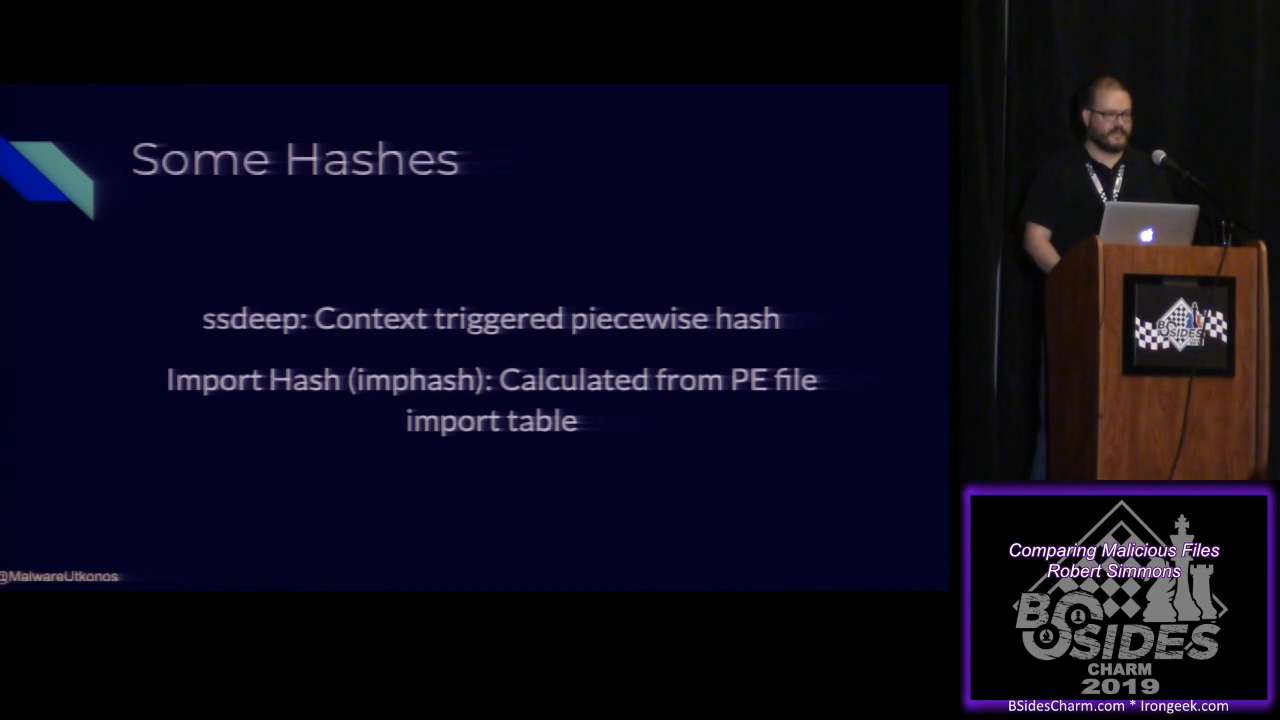 Some Hashes
ssdeep: Context triggered piecewise hash
Import Hash (imphash): Calculated from PE file
import table
@MalwareUtkonos
BSIDES
Comparing Malicious Files
Robert Simmons
BSIDES
CHARM
2019
BSidesCharm.com * Irongeek.com